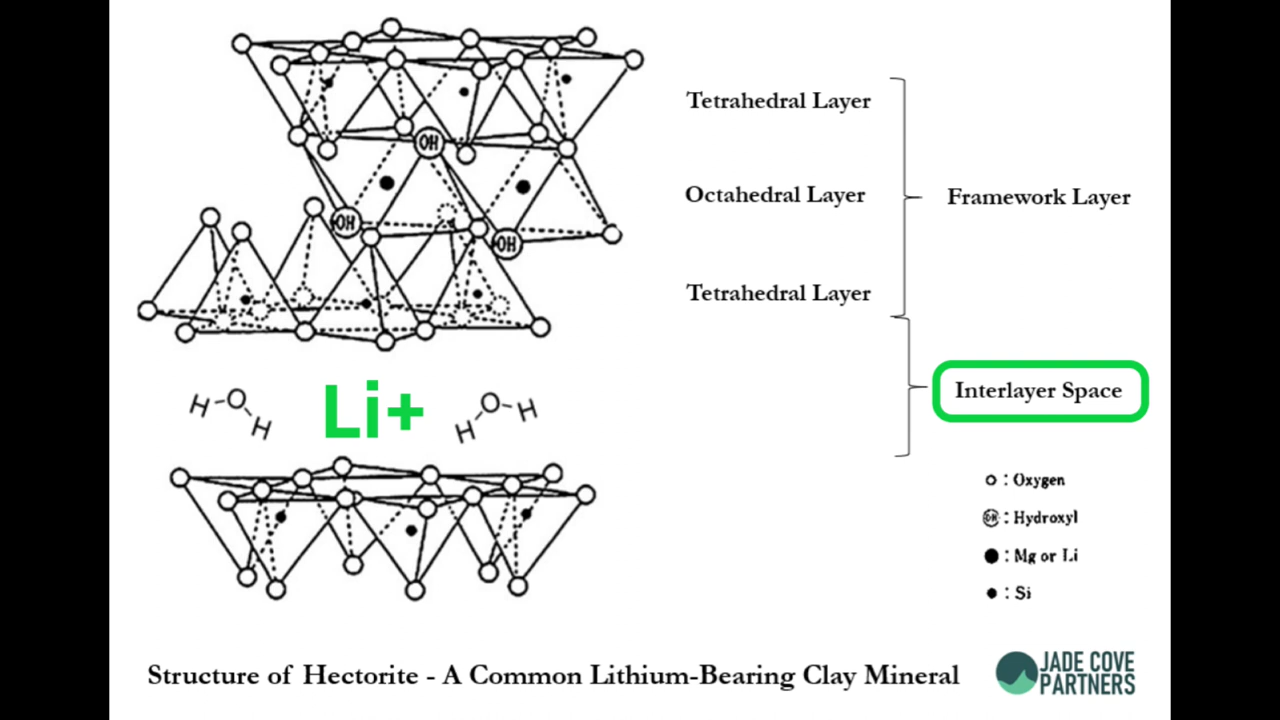 Tetrahedral Layer
OH
Octahedral Layer
Framework Layer
OH
OH
Tetrahedral Layer
Interlayer Space
H O H
Li+
H O H
O : Oxygen
OH : Hydroxyl
● : Mg or Li
• : Si
Structure of Hectorite - A Common Lithium-Bearing Clay Mineral
JADE COVE
PARTNERS